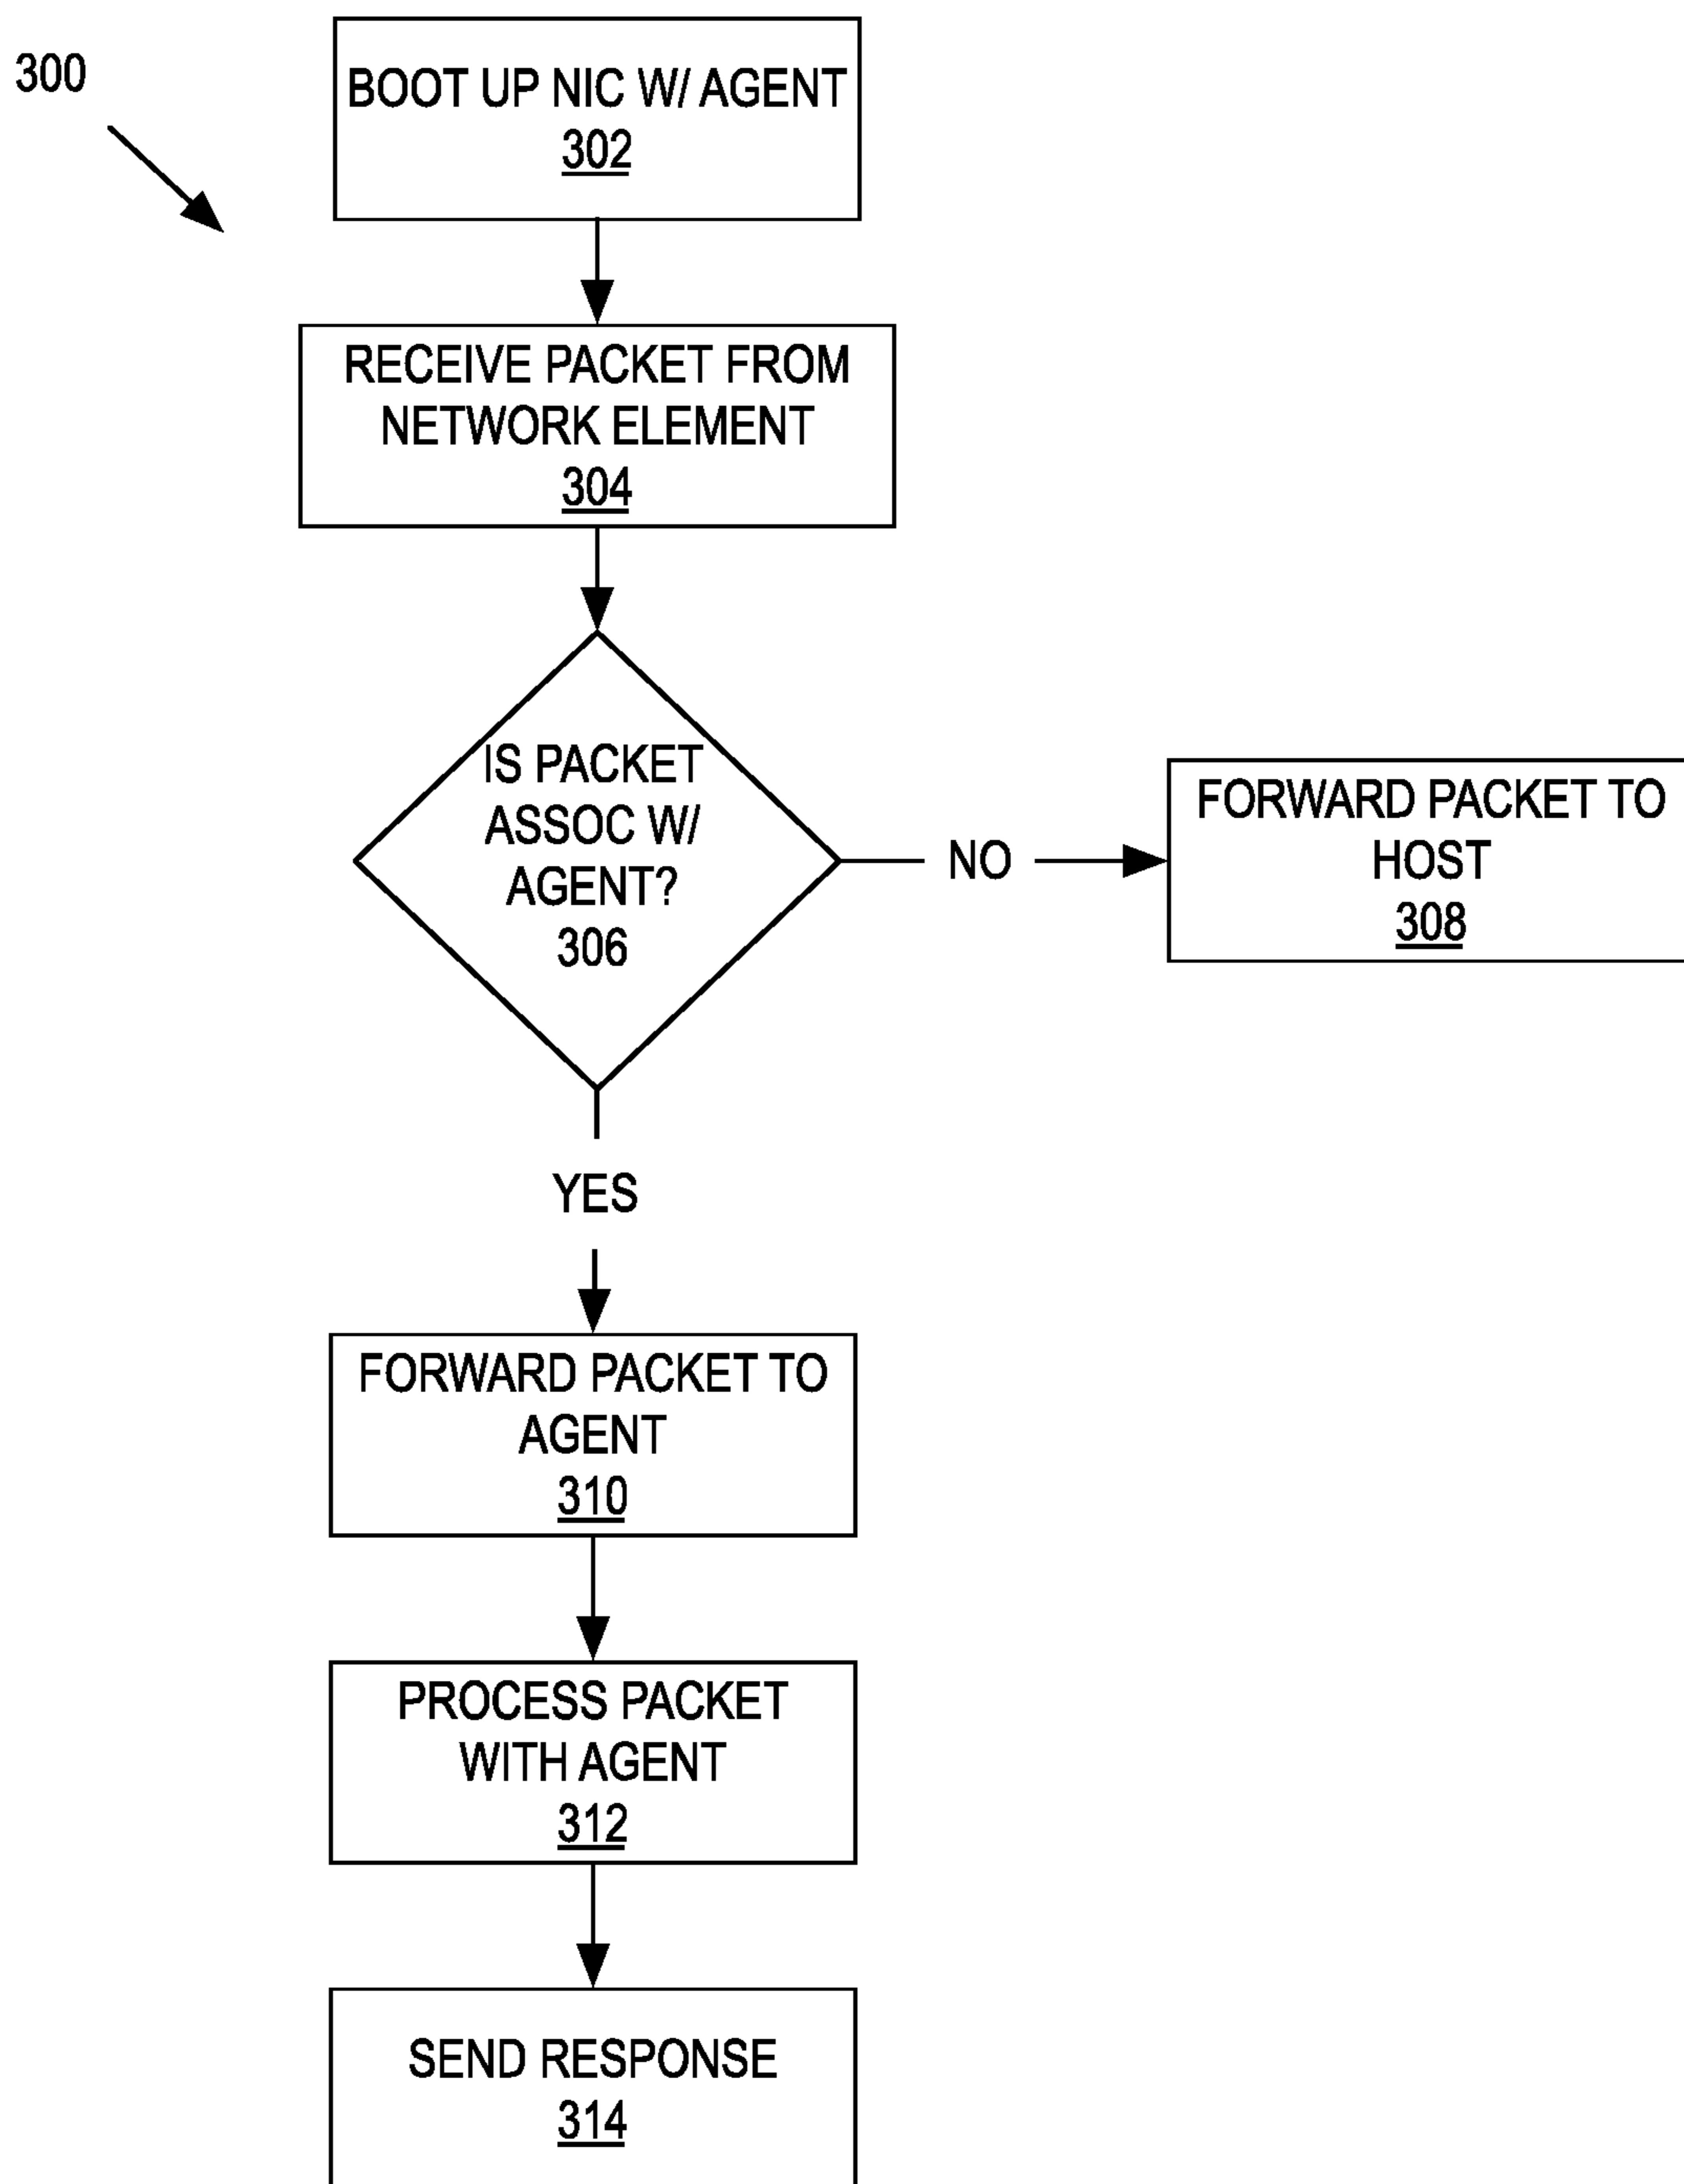 300
BOOT UP NIC W/ AGENT
302
RECEIVE PACKET FROM
NETWORK ELEMENT
304
IS PACKET
ASSOC W/
AGENT?
306
NO
FORWARD PACKET TO
HOST
308
YES
FORWARD PACKET TO
AGENT
310
PROCESS PACKET
WITH AGENT
312
SEND RESPONSE
314